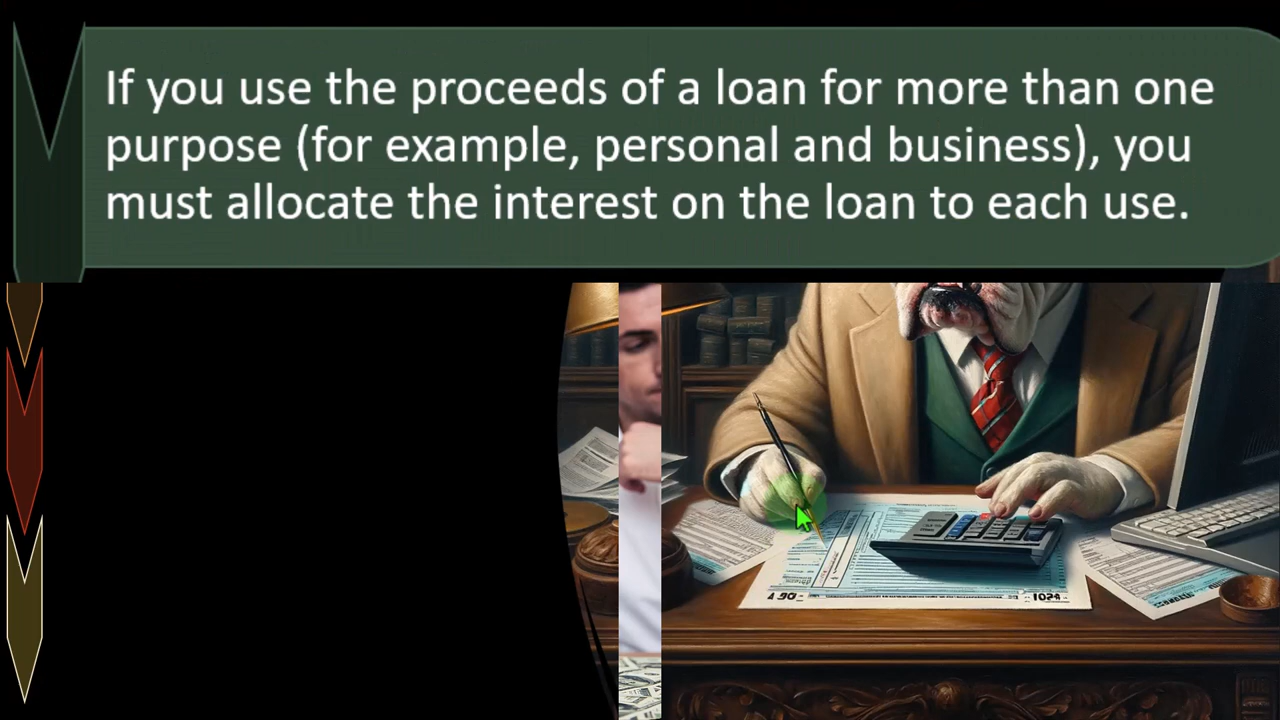 If you use the proceeds of a loan for more than one
purpose (for example, personal and business), you
must allocate the interest on the loan to each use.